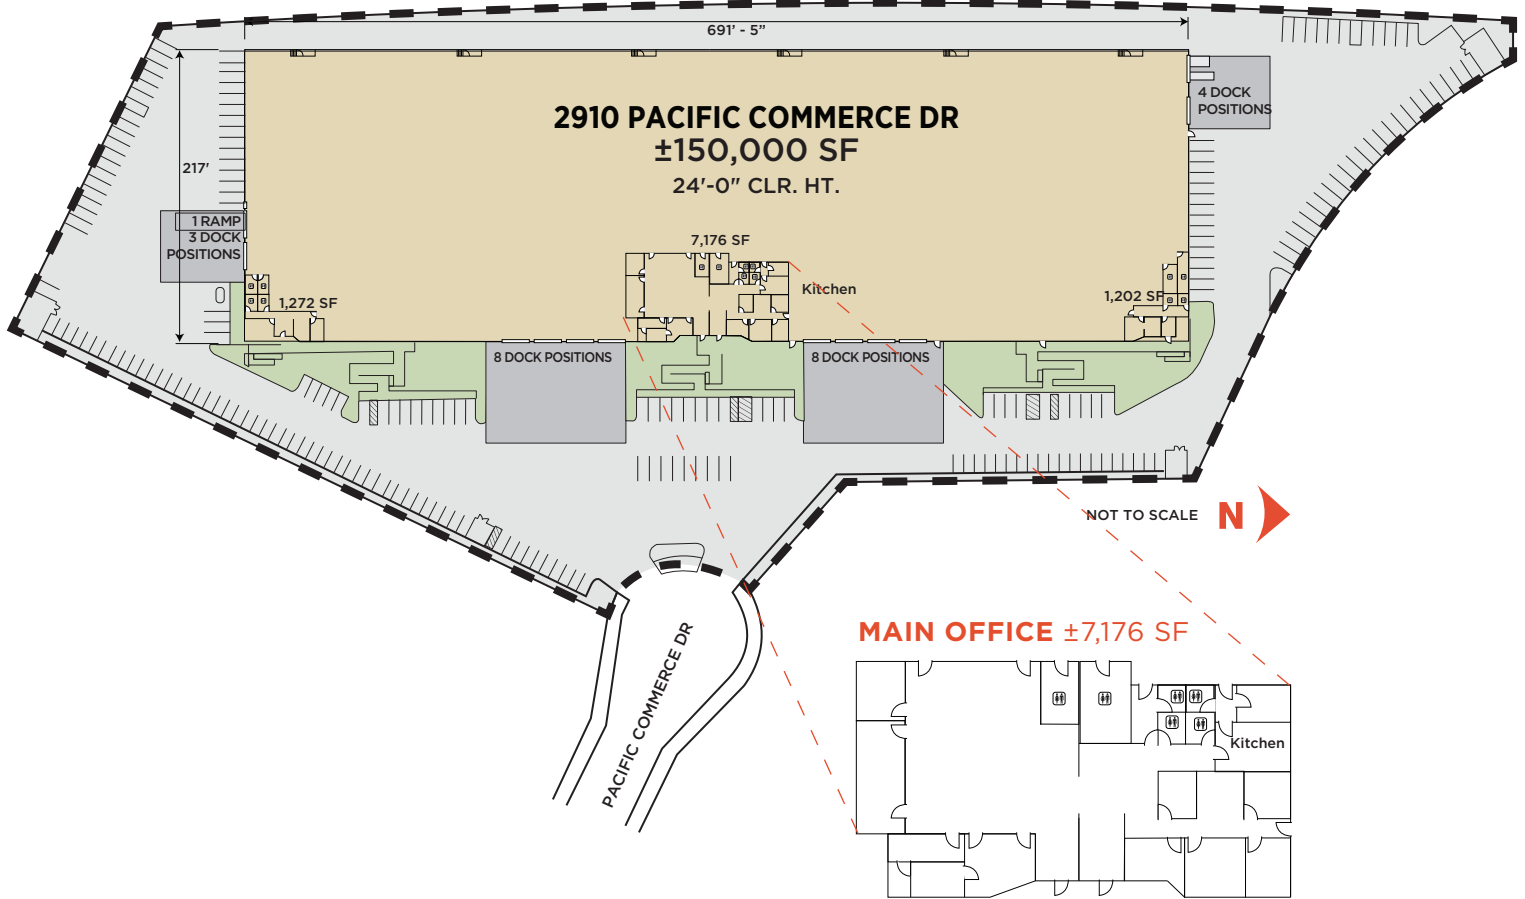 691' - 5”
2910 PACIFIC COMMERCE DR
±150,000 SF
24'-0" CLR. HT.
4 DOCK
POSITIONS
217'
1 RAMP
3 DOCK
POSITIONS
7,176 SF
Kitchen
1,272 SF
1,202 SF
8 DOCK POSITIONS
8 DOCK POSITIONS
NOT TO SCALE
N
MAIN OFFICE ±7,176 SF
PACIFIC COMMERCE DR
Kitchen